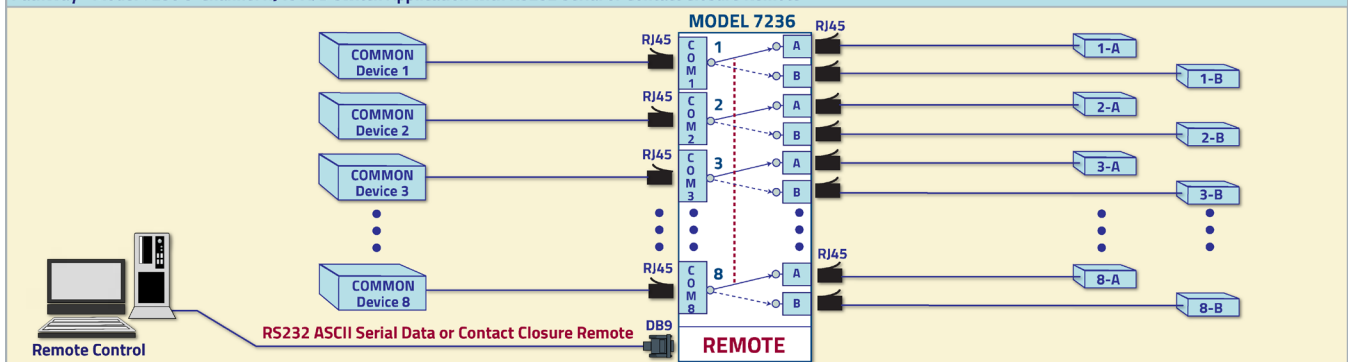 MODEL 7236
RJ45 RJ45
COMMON Device 1
RJ45
COM1 1 A 1-A
B 1-B
COMMON Device 2
RJ45
COM2 2 A 2-A
B 2-B
COMMON Device 3
RJ45
COM3 3 A 3-A
B 3-B
COMMON Device 8
RJ45
COM8 8 A RJ45 8-A
B 8-B
RS232 ASCII Serial Data or Contact Closure Remote
DB9
REMOTE
Remote Control